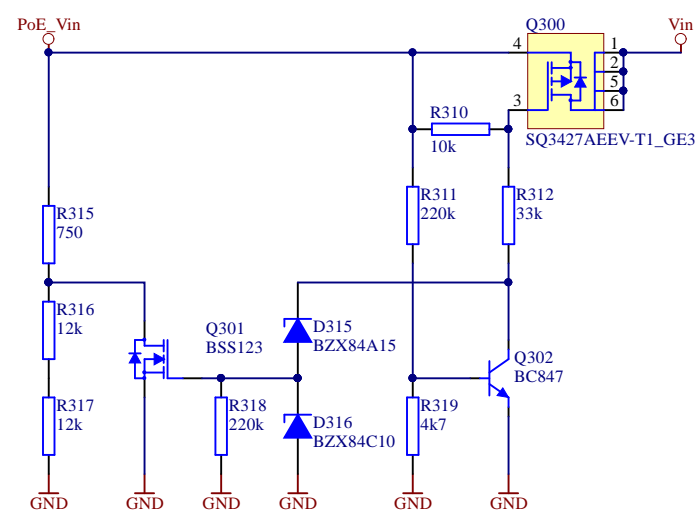 PoE_Vin
Q300
Vin
4
1
2
5
3
6
SQ3427AEEV-T1_GE3
R310
10k
R311
220k
R312
33k
R315
750
R316
12k
Q301
BSS123
D315
BZX84A15
Q302
BC847
R317
12k
R318
220k
D316
BZX84C10
R319
4k7
GND
GND
GND
GND
GND
GND